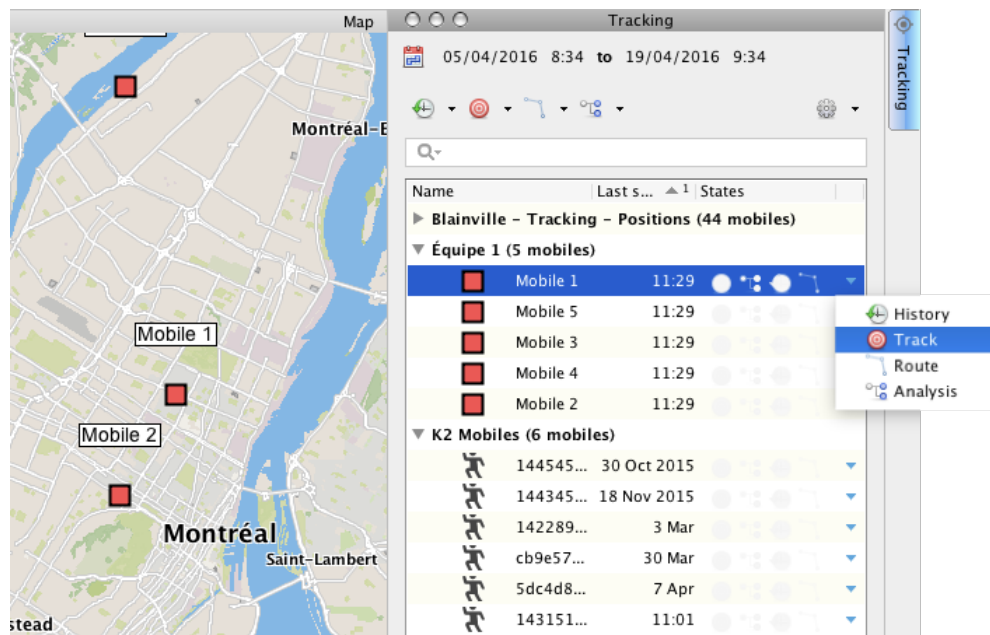 Map
Montréal-E
Mobile 1
Mobile 2
Montréal
Saint-Lambert
stead
Tracking
05/04/2016 8:34 to 19/04/2016 9:34
Name Last s... 1 States
Blainville - Tracking - Positions (44 mobiles)
Équipe 1 (5 mobiles)
Mobile 1 11:29
Mobile 5 11:29
Mobile 3 11:29
Mobile 4 11:29
Mobile 2 11:29
K2 Mobiles (6 mobiles)
144545... 30 Oct 2015
144345... 18 Nov 2015
142289... 3 Mar
cb9e57... 30 Mar
5dc4d8... 7 Apr
143151... 11:01
History
Track
Route
Analysis
Tracking